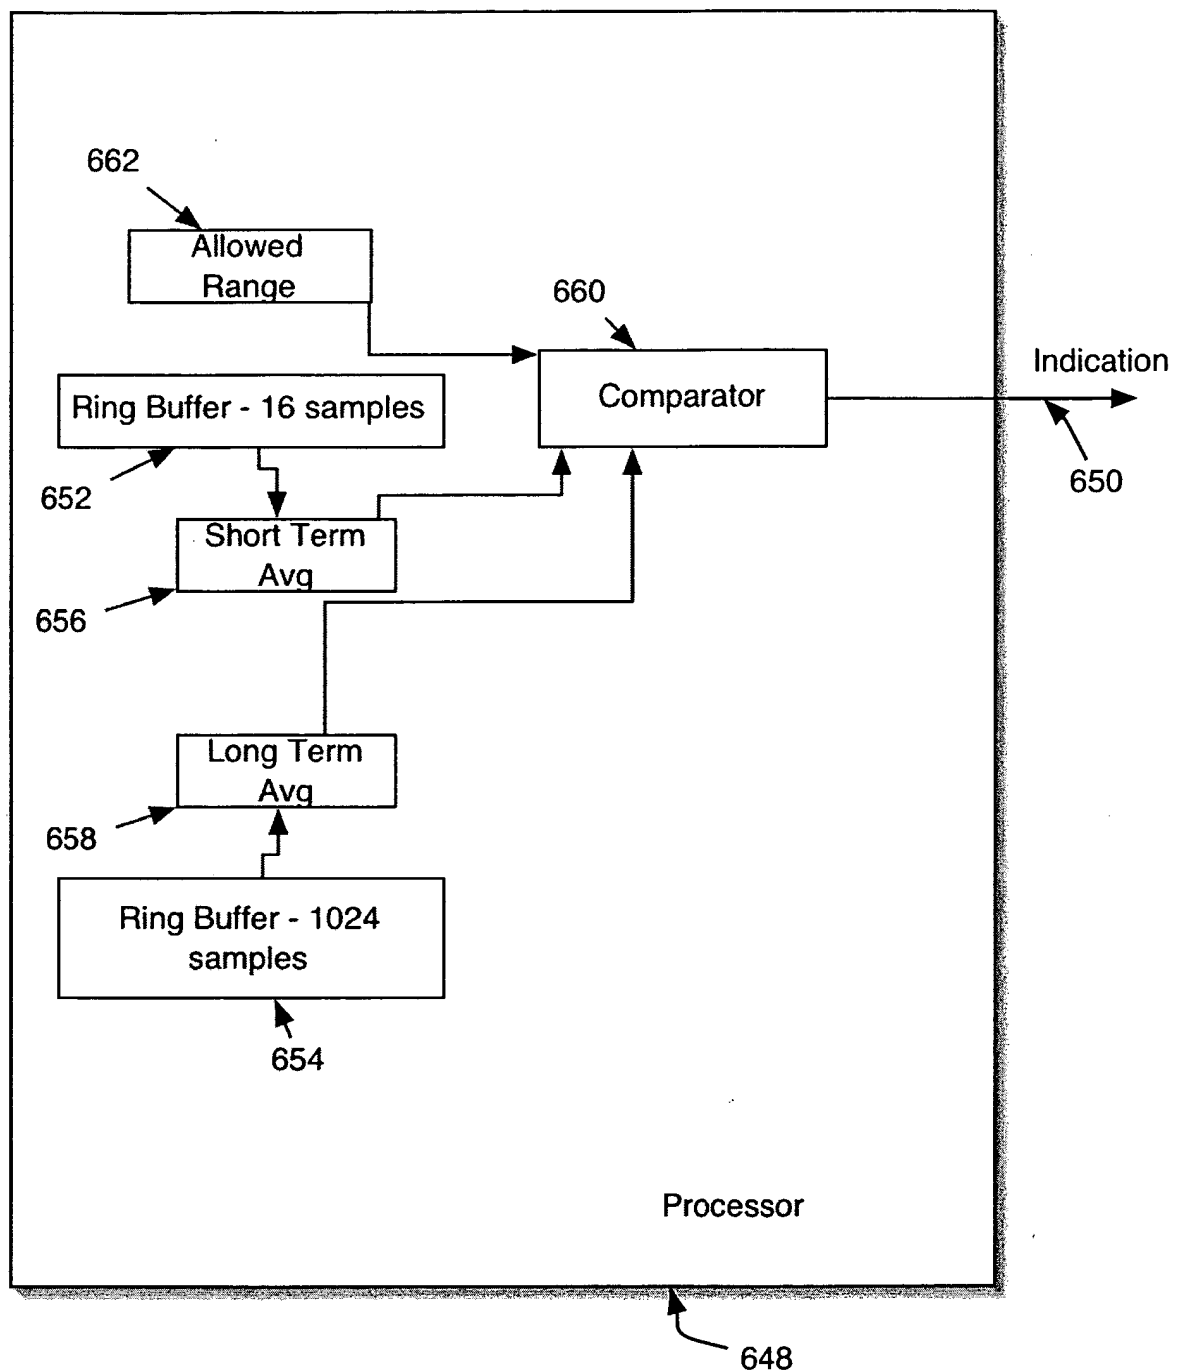 662
Allowed
Range
660
Indication
Comparator
Ring Buffer - 16 samples
650
652
Short Term
Avg
656
Long Term
Avg
658
Ring Buffer - 1024
samples
654
Processor
648